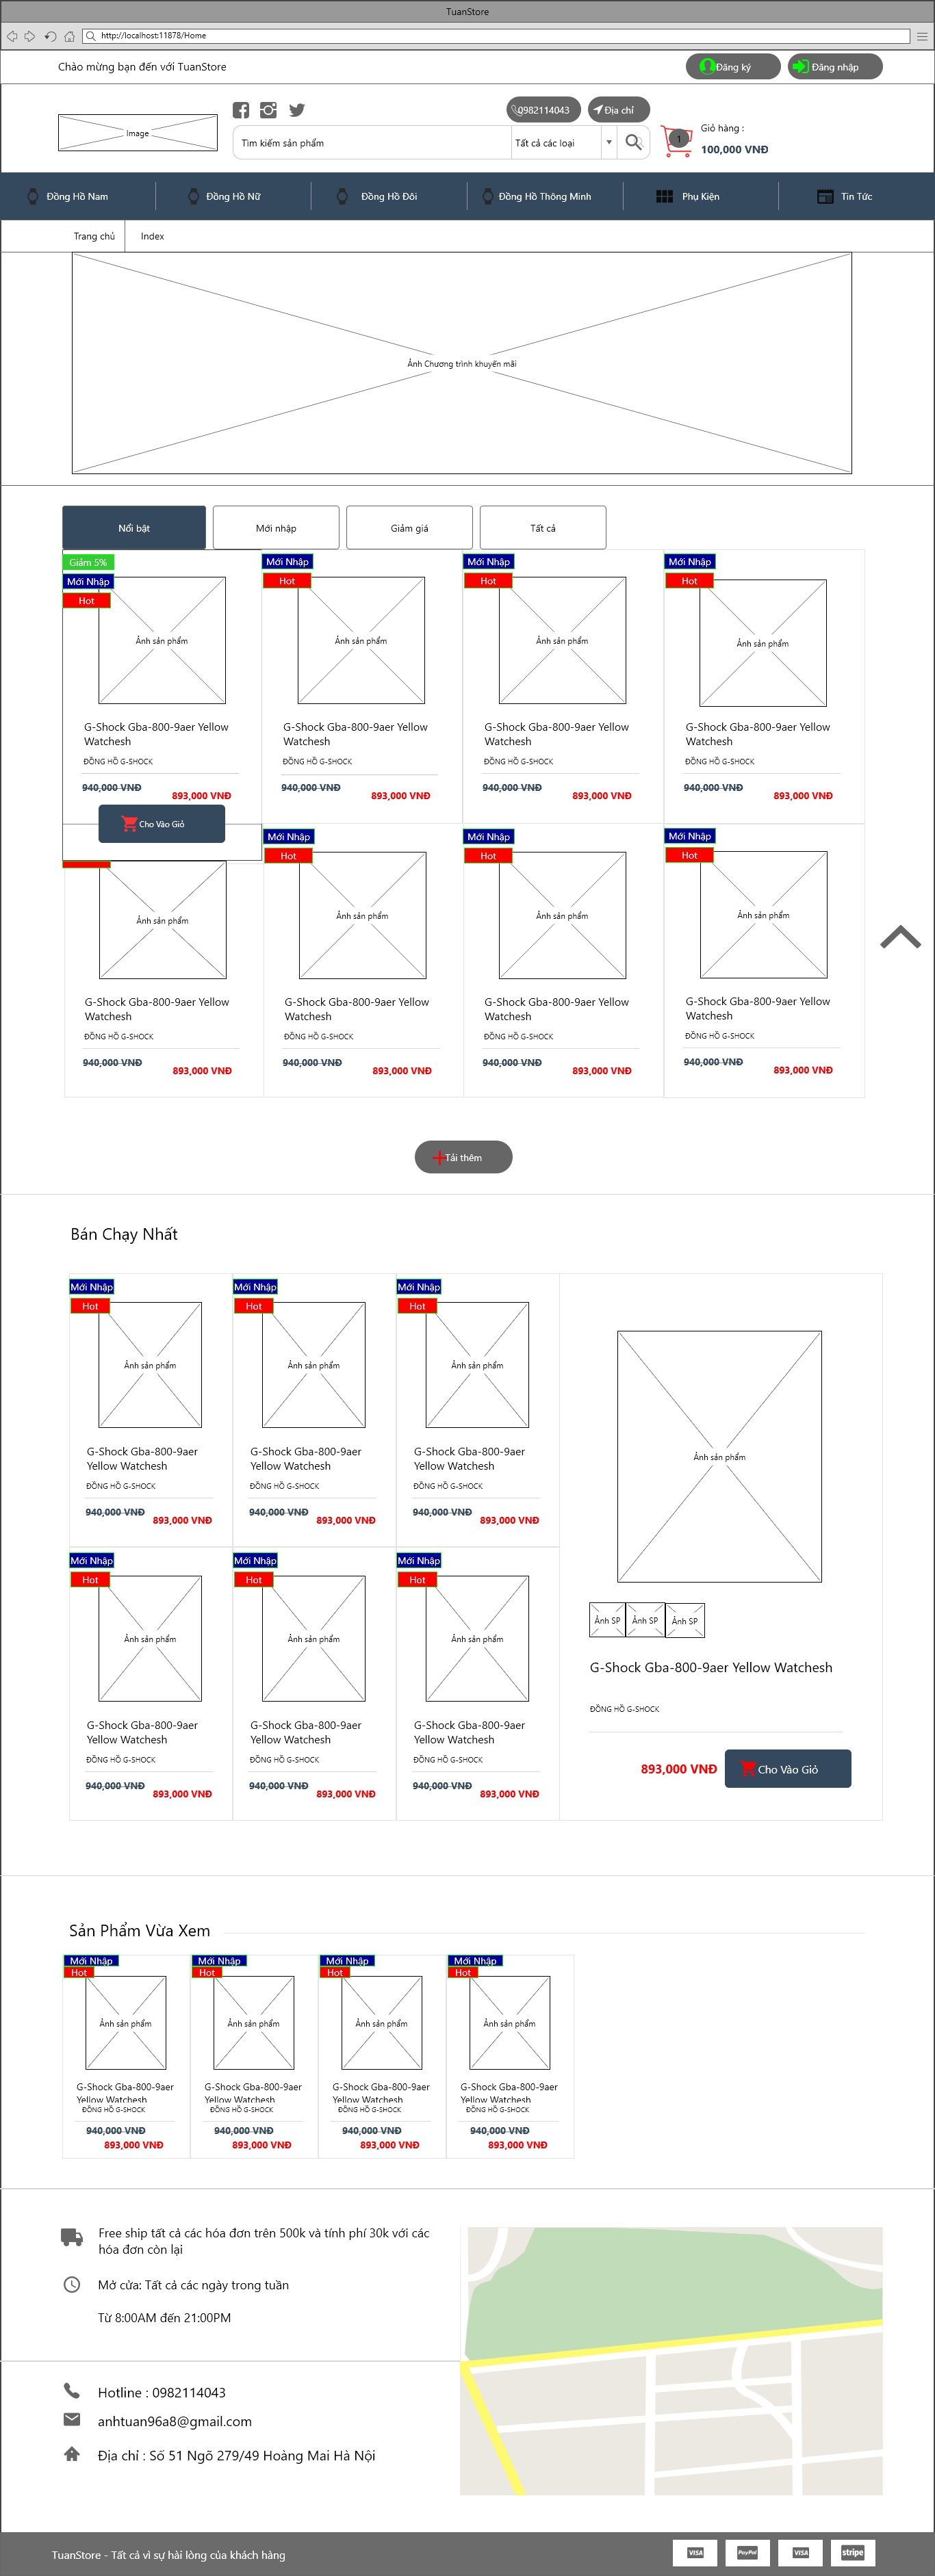 TuanStore
http://localhost:11878/Home
Chào mừng bạn đến với TuanStore
Đăng ký
Đăng nhập
Image
0982114043
Địa chỉ
Tìm kiếm sản phẩm
Tất cả các loại
1
Giỏ hàng :
100,000 VNĐ
Đồng Hồ Nam
Đồng Hồ Nữ
Đồng Hồ Đôi
Đồng Hồ Thông Minh
Phụ Kiện
Tin Tức
Trang chủ
Index
Ảnh Chương trình khuyến mãi
Nổi bật
Mới nhập
Giảm giá
Tất cả
Giảm 5%
Mới Nhập
Hot
Ảnh sản phẩm
G-Shock Gba-800-9aer Yellow
Watchesh
ĐỒNG HỒ G-SHOCK
940,000 VNĐ
893,000 VNĐ
Cho Vào Giỏ
Mới Nhập
Hot
Ảnh sản phẩm
G-Shock Gba-800-9aer Yellow
Watchesh
ĐỒNG HỒ G-SHOCK
940,000 VNĐ
893,000 VNĐ
Mới Nhập
Hot
Ảnh sản phẩm
G-Shock Gba-800-9aer Yellow
Watchesh
ĐỒNG HỒ G-SHOCK
940,000 VNĐ
893,000 VNĐ
Mới Nhập
Hot
Ảnh sản phẩm
G-Shock Gba-800-9aer Yellow
Watchesh
ĐỒNG HỒ G-SHOCK
940,000 VNĐ
893,000 VNĐ
Ảnh sản phẩm
G-Shock Gba-800-9aer Yellow
Watchesh
ĐỒNG HỒ G-SHOCK
940,000 VNĐ
893,000 VNĐ
Mới Nhập
Hot
Ảnh sản phẩm
G-Shock Gba-800-9aer Yellow
Watchesh
ĐỒNG HỒ G-SHOCK
940,000 VNĐ
893,000 VNĐ
Mới Nhập
Hot
Ảnh sản phẩm
G-Shock Gba-800-9aer Yellow
Watchesh
ĐỒNG HỒ G-SHOCK
940,000 VNĐ
893,000 VNĐ
Mới Nhập
Hot
Ảnh sản phẩm
G-Shock Gba-800-9aer Yellow
Watchesh
ĐỒNG HỒ G-SHOCK
940,000 VNĐ
893,000 VNĐ
Tải thêm
Bán Chạy Nhất
Mới Nhập
Hot
Ảnh sản phẩm
G-Shock Gba-800-9aer
Yellow Watchesh
ĐỒNG HỒ G-SHOCK
940,000 VNĐ
893,000 VNĐ
Mới Nhập
Hot
Ảnh sản phẩm
G-Shock Gba-800-9aer
Yellow Watchesh
ĐỒNG HỒ G-SHOCK
940,000 VNĐ
893,000 VNĐ
Mới Nhập
Hot
Ảnh sản phẩm
G-Shock Gba-800-9aer
Yellow Watchesh
ĐỒNG HỒ G-SHOCK
940,000 VNĐ
893,000 VNĐ
Mới Nhập
Hot
Ảnh sản phẩm
G-Shock Gba-800-9aer
Yellow Watchesh
ĐỒNG HỒ G-SHOCK
940,000 VNĐ
893,000 VNĐ
Mới Nhập
Hot
Ảnh sản phẩm
G-Shock Gba-800-9aer
Yellow Watchesh
ĐỒNG HỒ G-SHOCK
940,000 VNĐ
893,000 VNĐ
Mới Nhập
Hot
Ảnh sản phẩm
G-Shock Gba-800-9aer
Yellow Watchesh
ĐỒNG HỒ G-SHOCK
940,000 VNĐ
893,000 VNĐ
Ảnh sản phẩm
Ảnh SP
Ảnh SP
Ảnh SP
G-Shock Gba-800-9aer Yellow Watchesh
ĐỒNG HỒ G-SHOCK
893,000 VNĐ
Cho Vào Giỏ
Sản Phẩm Vừa Xem
Mới Nhập
Hot
Ảnh sản phẩm
G-Shock Gba-800-9aer
Yellow Watchesh
ĐỒNG HỒ G-SHOCK
940,000 VNĐ
893,000 VNĐ
Mới Nhập
Hot
Ảnh sản phẩm
G-Shock Gba-800-9aer
Yellow Watchesh
ĐỒNG HỒ G-SHOCK
940,000 VNĐ
893,000 VNĐ
Mới Nhập
Hot
Ảnh sản phẩm
G-Shock Gba-800-9aer
Yellow Watchesh
ĐỒNG HỒ G-SHOCK
940,000 VNĐ
893,000 VNĐ
Mới Nhập
Hot
Ảnh sản phẩm
G-Shock Gba-800-9aer
Yellow Watchesh
ĐỒNG HỒ G-SHOCK
940,000 VNĐ
893,000 VNĐ
Free ship tất cả các hóa đơn trên 500k và tính phí 30k với các
hóa đơn còn lại
Mở cửa: Tất cả các ngày trong tuần
Từ 8:00AM đến 21:00PM
Hotline : 0982114043
anhtuan96a8@gmail.com
Địa chỉ : Số 51 Ngõ 279/49 Hoàng Mai Hà Nội
TuanStore - Tất cả vì sự hài lòng của khách hàng
VISA
PayPal
VISA
stripe